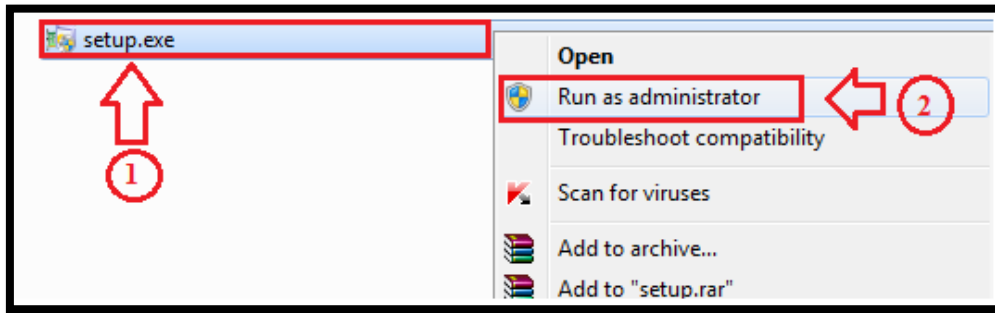 setup.exe
Open
Run as administrator
2
Troubleshoot compatibility
1
Scan for viruses
Add to archive...
Add to "setup.rar"